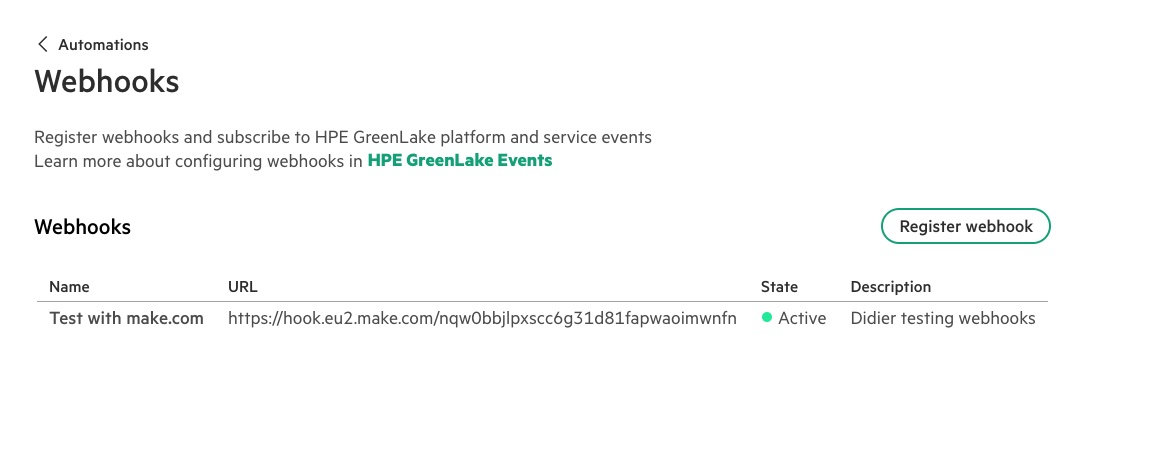 Automations
Webhooks
Register webhooks and subscribe to HPE GreenLake platform and service events
Learn more about configuring webhooks in HPE GreenLake Events
Webhooks
Register webhook
Name URL State Description
Test with make.com https://hook.eu2.make.com/nqw0bbjlpxscc6g31d81fapwaoimwnfn Active Didier testing webhooks